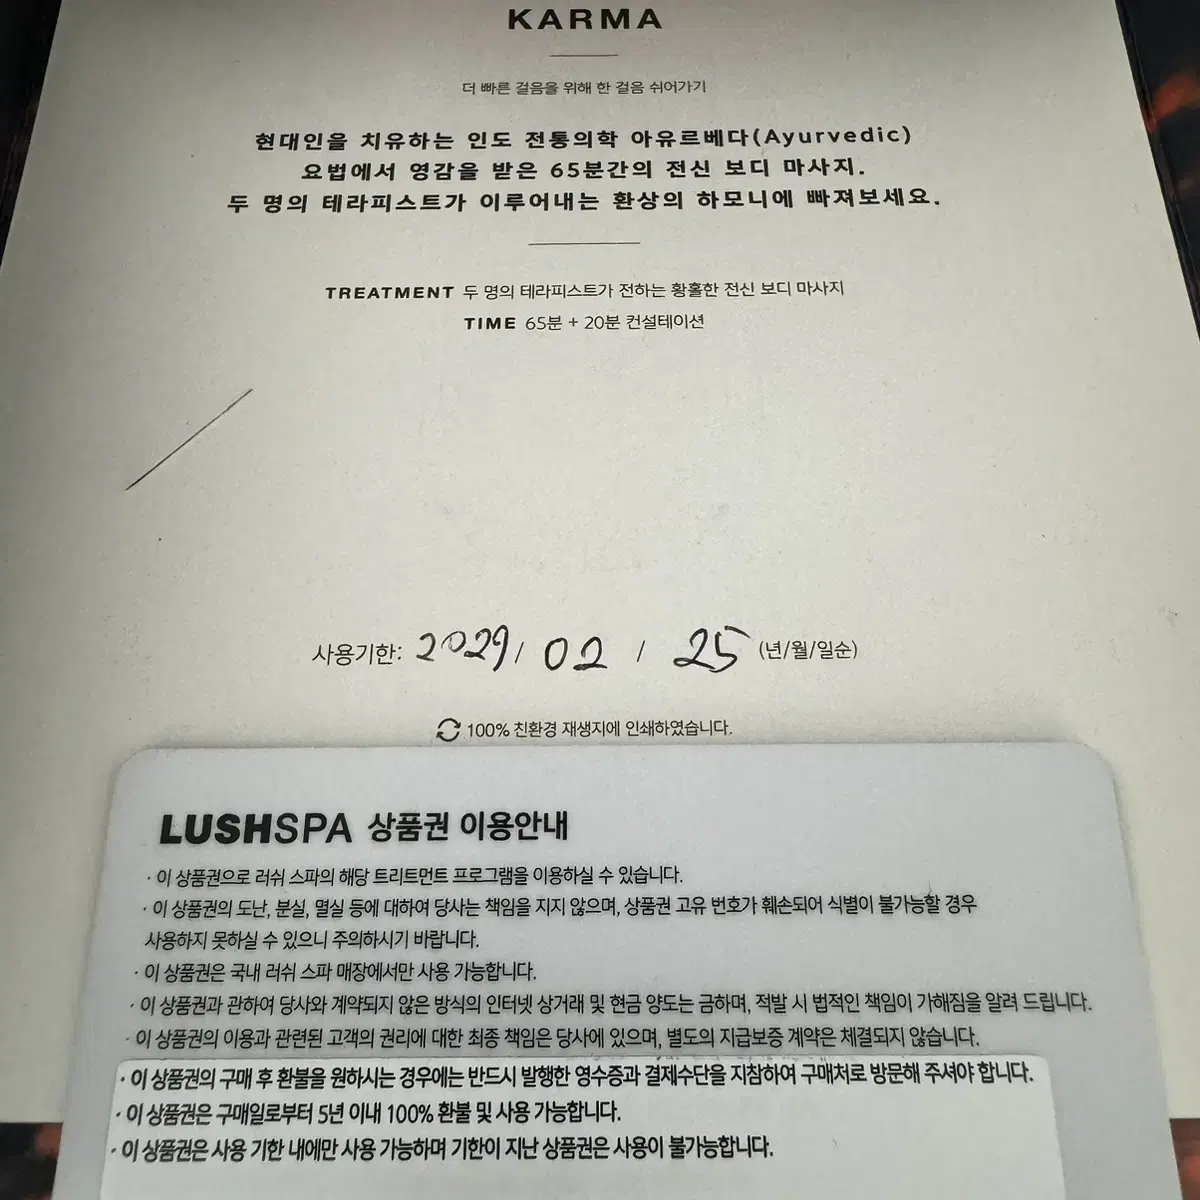 KARMA
더 빠른 걸음을 위해 한 걸음 쉬어가기
현대인을 치유하는 인도 전통의학 아유르베다(Ayurvedic)
요법에서 영감을 받은 65분간의 전신 보디 마사지.
두 명의 테라피스트가 이루어내는 환상의 하모니에 빠져보세요.
TREATMENT 두 명의 테라피스트가 전하는 황홀한 전신 보디 마사지
TIME 65분 + 20분 컨설테이션
사용기한: 2029/ 02 / 25 (년/월/일순)
100% 친환경 재생지에 인쇄하였습니다.
LUSHSPA 상품권 이용안내
· 이 상품권으로 러쉬 스파의 해당 트리트먼트 프로그램을 이용하실 수 있습니다.
· 이 상품권의 도난, 분실, 멸실 등에 대하여 당사는 책임을 지지 않으며, 상품권 고유 번호가 훼손되어 식별이 불가능할 경우
사용하지 못하실 수 있으니 주의하시기 바랍니다.
· 이 상품권은 국내 러쉬 스파 매장에서만 사용 가능합니다.
· 이 상품권과 관하여 당사와 계약되지 않은 방식의 인터넷 상거래 및 현금 양도는 금하며, 적발 시 법적인 책임이 가해짐을 알려 드립니다.
· 이 상품권의 이용과 관련된 고객의 권리에 대한 최종 책임은 당사에 있으며, 별도의 지급보증 계약은 체결되지 않습니다.
· 이 상품권의 구매 후 환불을 원하시는 경우에는 반드시 발행한 영수증과 결제수단을 지참하여 구매처로 방문해 주셔야 합니다.
· 이 상품권은 구매일로부터 5년 이내 100% 환불 및 사용 가능합니다.
· 이 상품권은 사용 기한 내에만 사용 가능하며 기한이 지난 상품권은 사용이 불가능합니다.